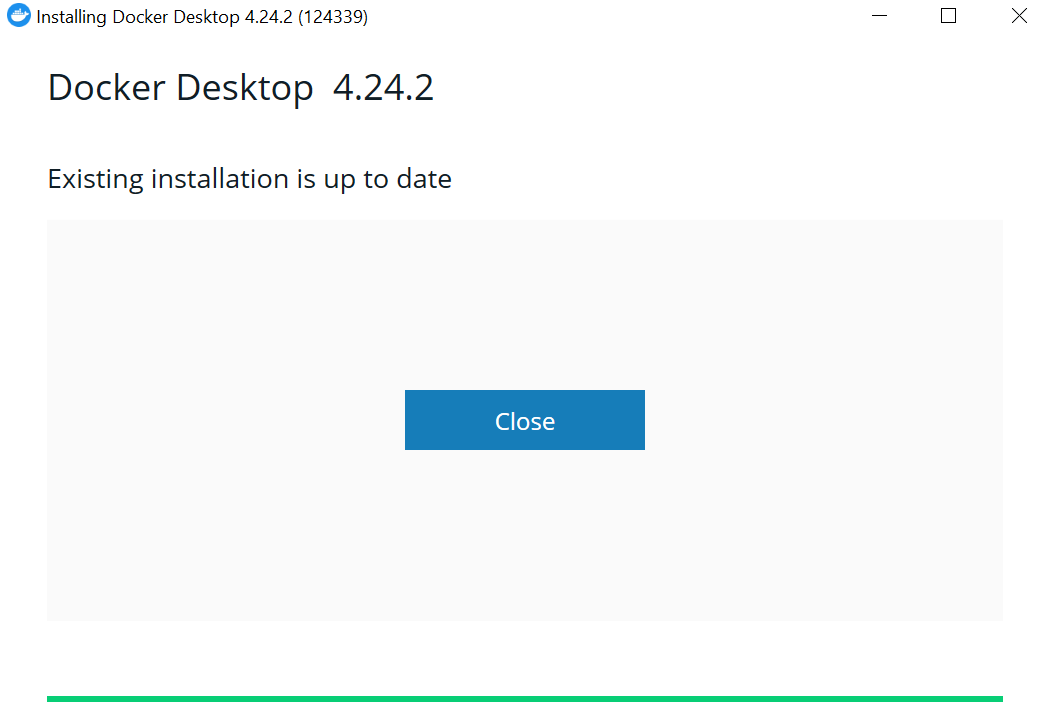 Installing Docker Desktop 4.24.2 (124339)
Docker Desktop 4.24.2
Existing installation is up to date
Close